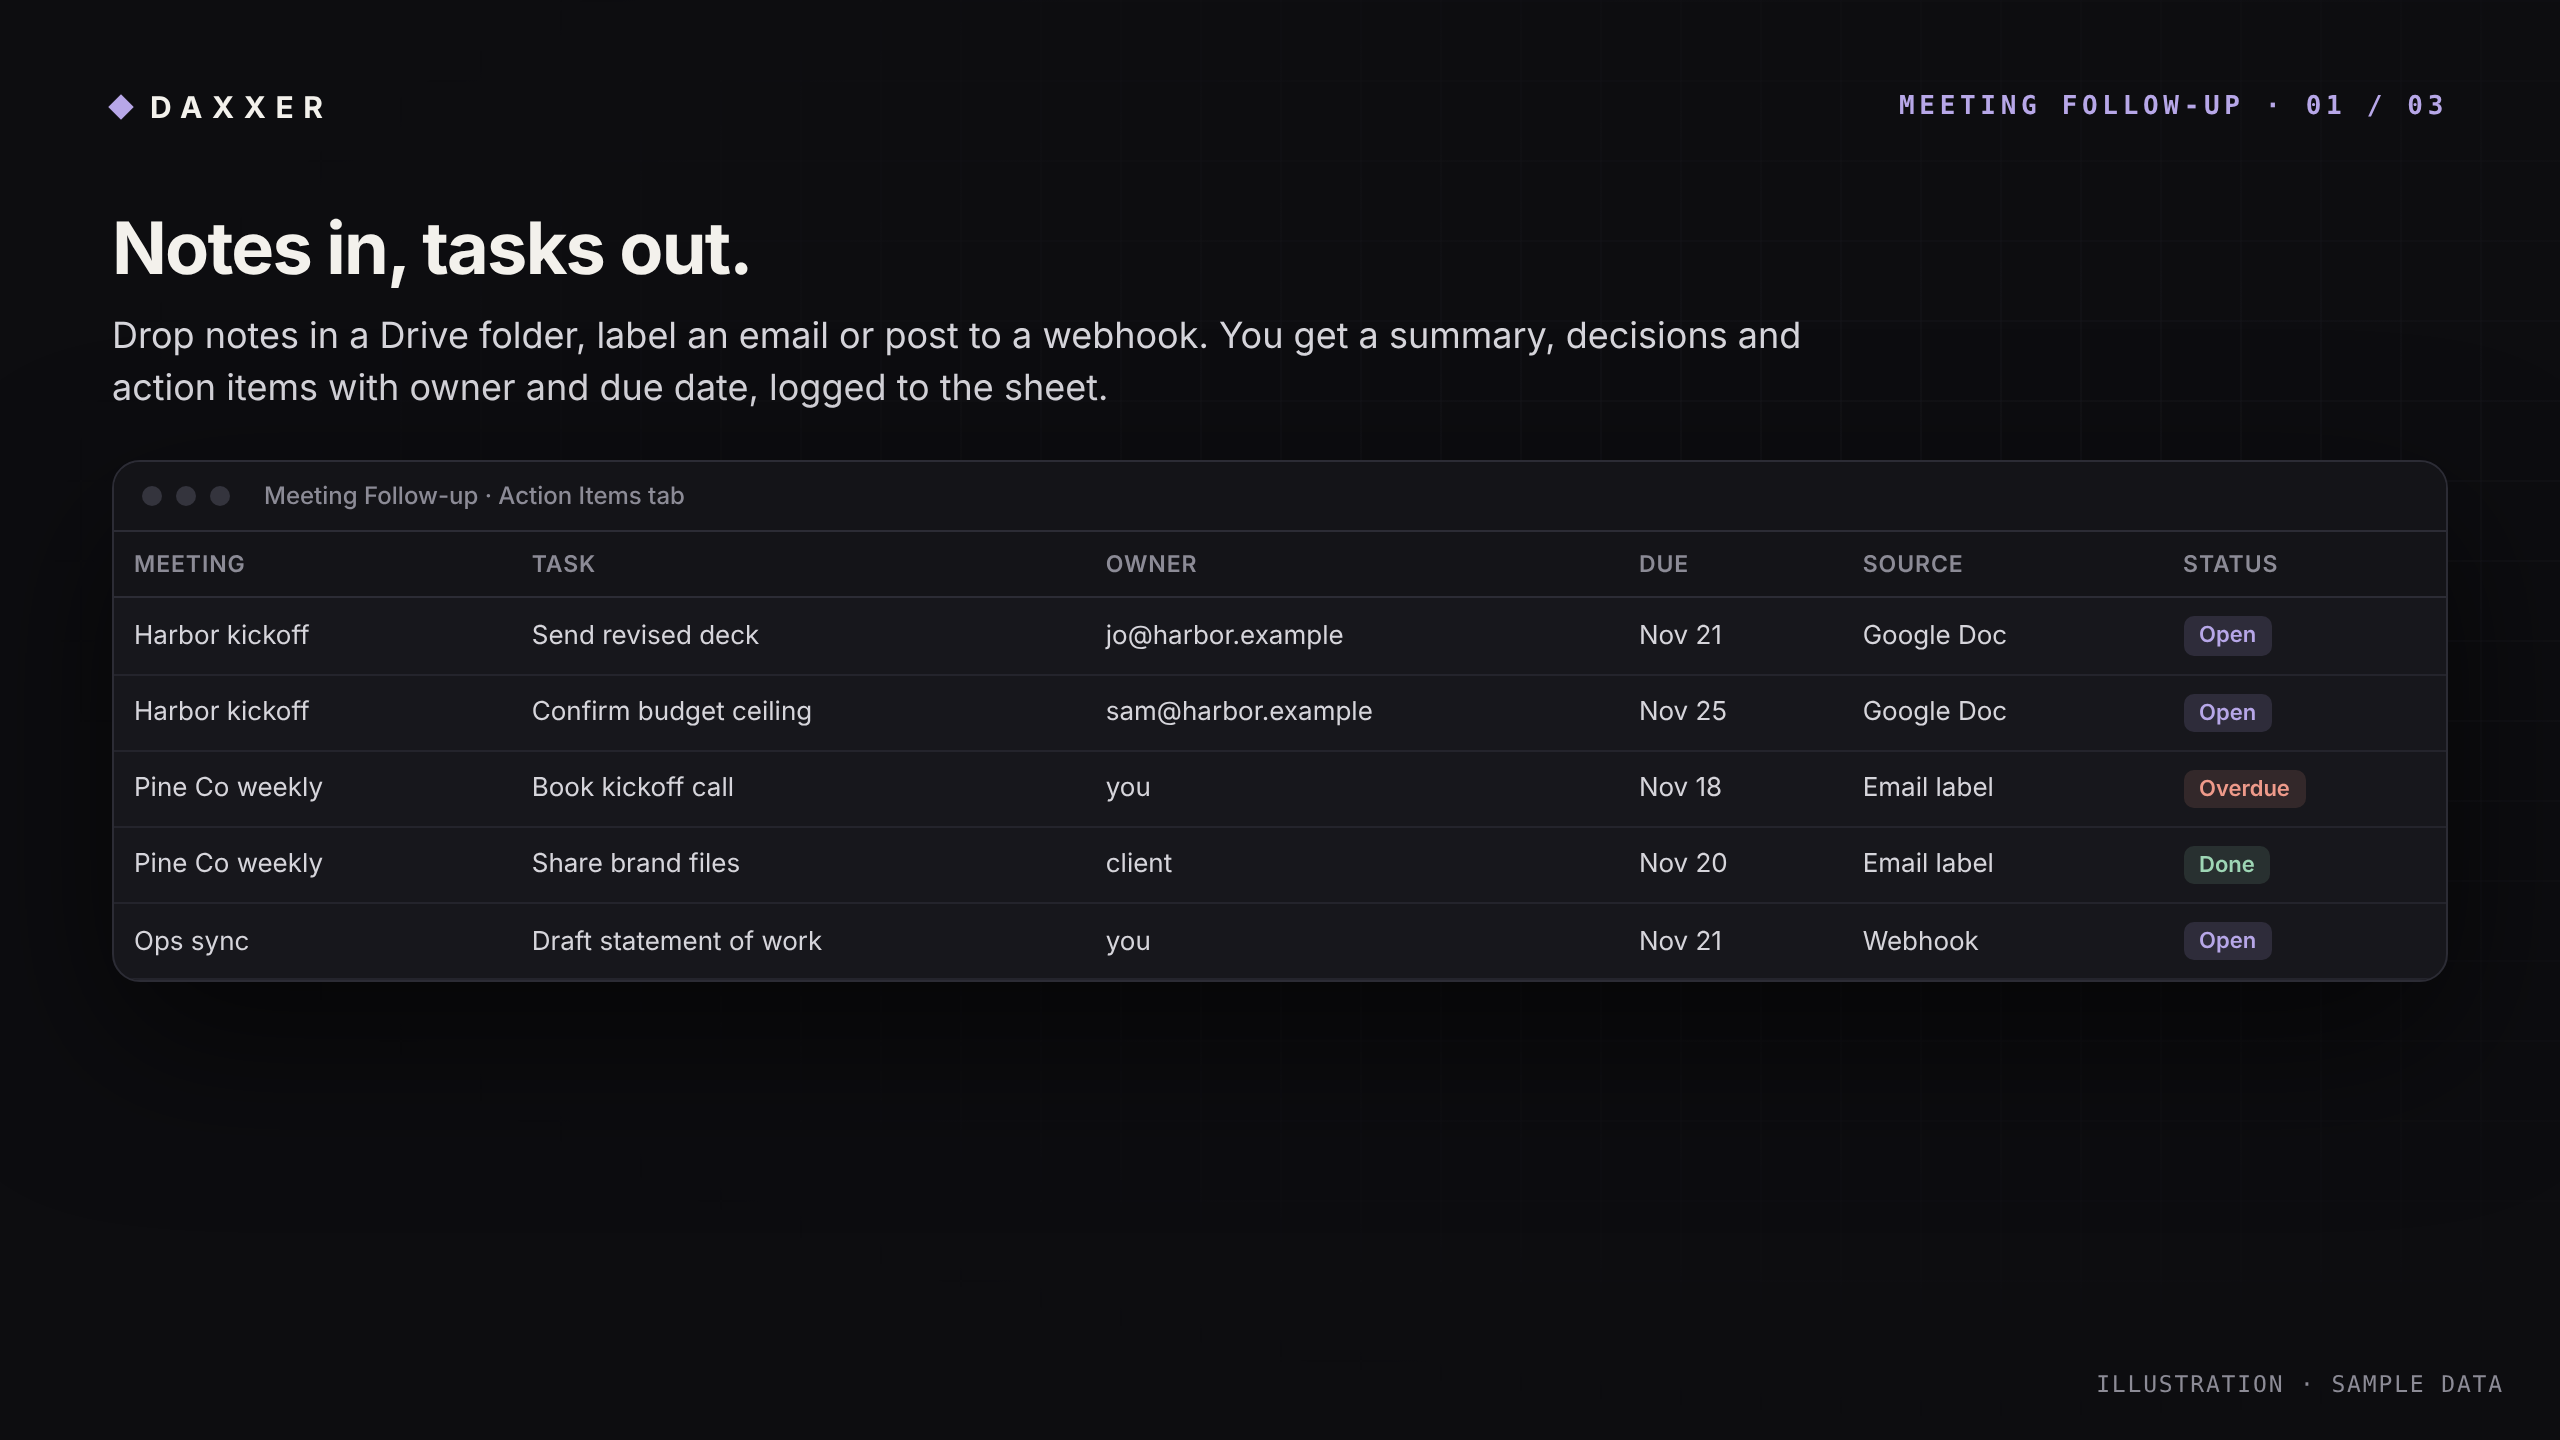 DAXXER
MEETING FOLLOW-UP · 01 / 03
Notes in, tasks out.
Drop notes in a Drive folder, label an email or post to a webhook. You get a summary, decisions and
action items with owner and due date, logged to the sheet.
Meeting Follow-up · Action Items tab
MEETING TASK OWNER DUE SOURCE STATUS
Harbor kickoff Send revised deck jo@harbor.example Nov 21 Google Doc Open
Harbor kickoff Confirm budget ceiling sam@harbor.example Nov 25 Google Doc Open
Pine Co weekly Book kickoff call you Nov 18 Email label Overdue
Pine Co weekly Share brand files client Nov 20 Email label Done
Ops sync Draft statement of work you Nov 21 Webhook Open
ILLUSTRATION · SAMPLE DATA